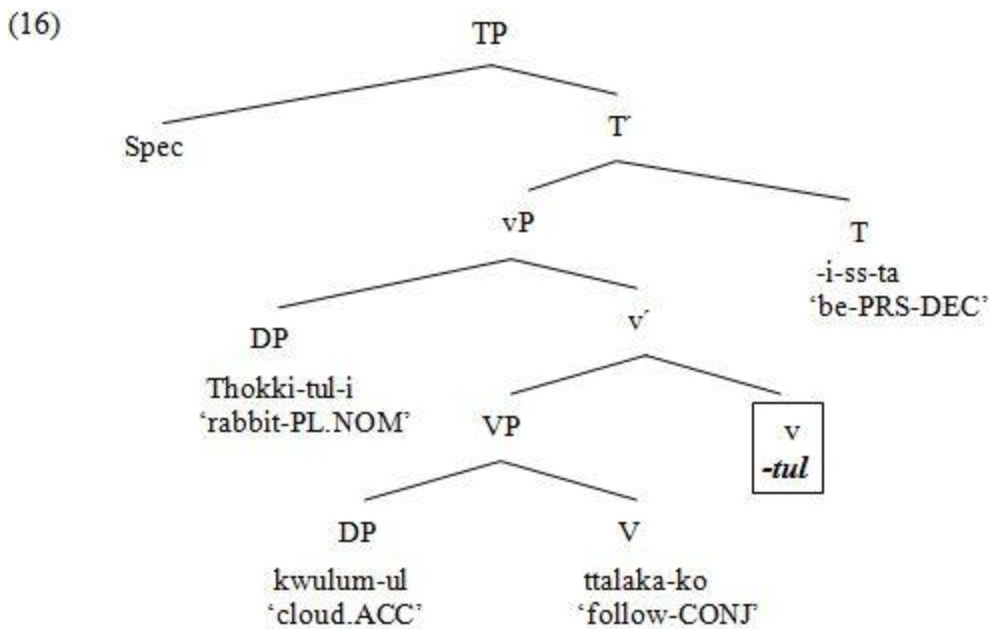 (16)
TP
Spec
T′
vP
T
-i-ss-ta
‘be-PRS-DEC’
DP
Thokki-tul-i
‘rabbit-PL.NOM’
v′
VP
v
-tul
DP
kwulum-ul
‘cloud.ACC’
V
ttalaka-ko
‘follow-CONJ’